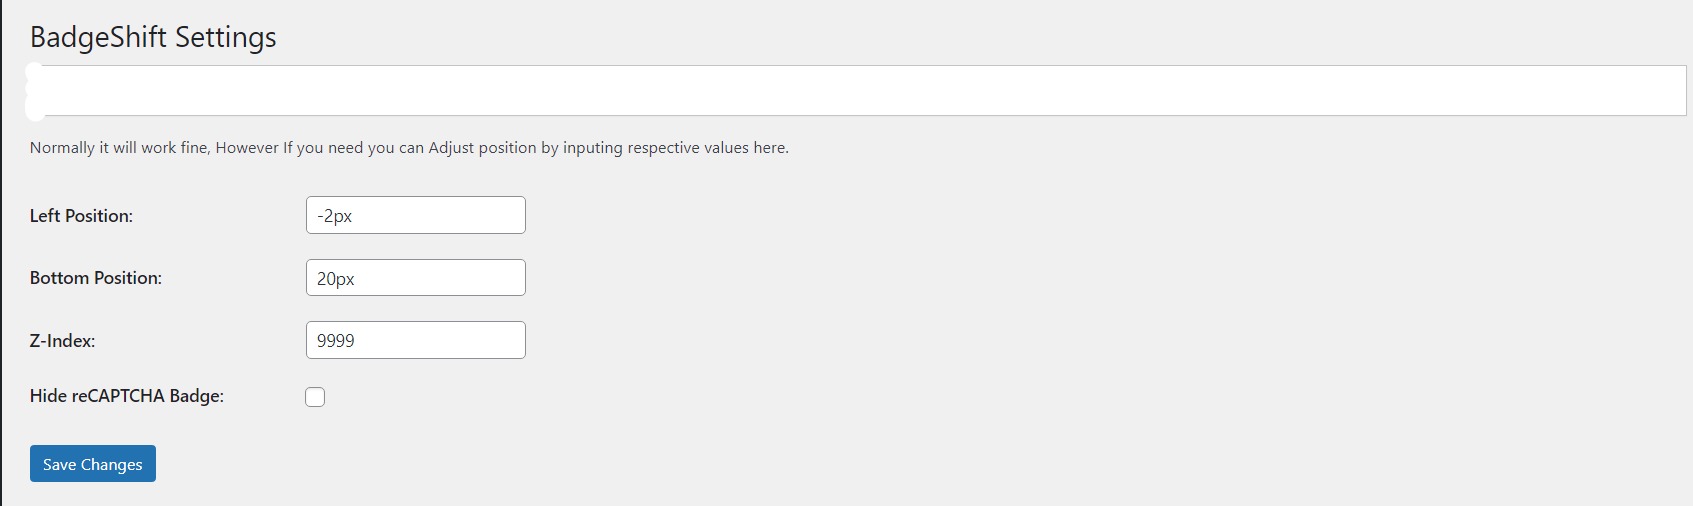 BadgeShift Settings
Normally it will work fine, However If you need you can Adjust position by inputing respective values here.
Left Position:
-2px
Bottom Position:
20px
Z-Index:
9999
Hide reCAPTCHA Badge:
Save Changes